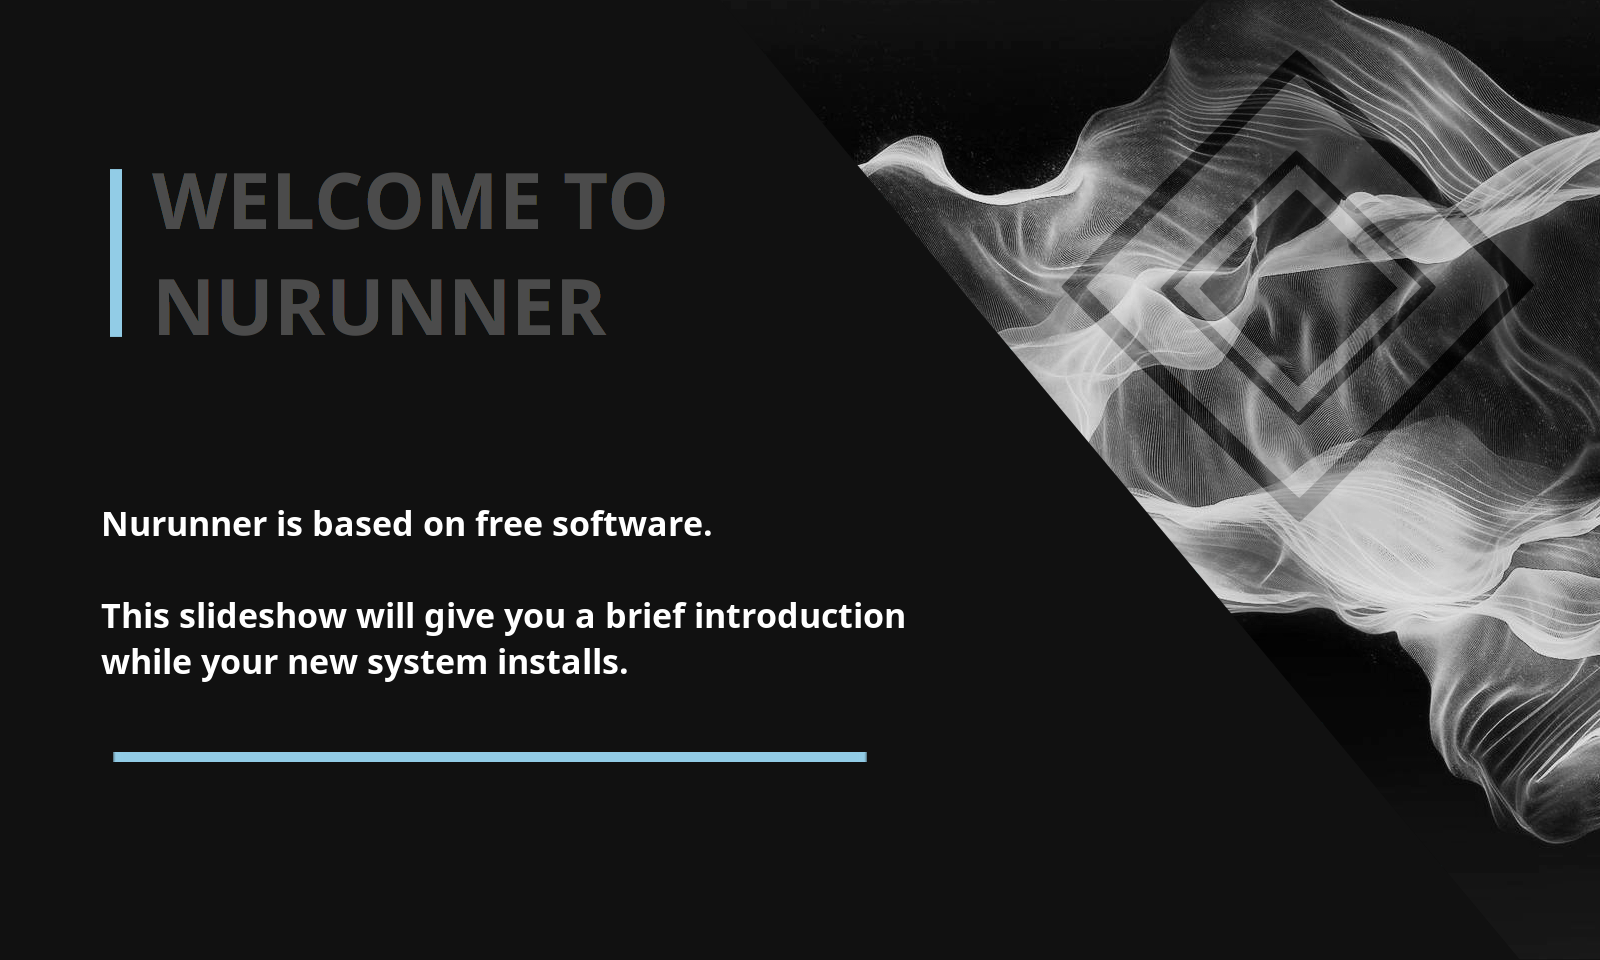 WELCOME TO
NURUNNER
Nurunner is based on free software.
This slideshow will give you a brief introduction
while your new system installs.